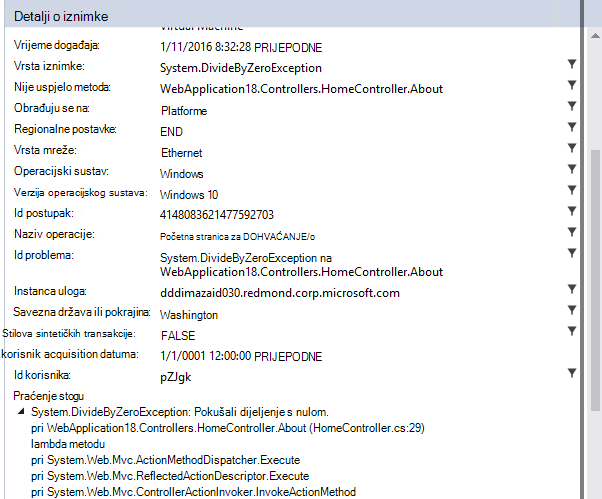 Detalji o iznimke
Virtual Machine
Vrijeme događaja: 1/11/2016 8:32:28 PRIJEPODNE
Vrsta iznimke: System.DivideByZeroException
Nije uspjelo metoda: WebApplication18.Controllers.HomeController.About
Obrađuju se na: Platforme
Regionalne postavke: END
Vrsta mreže: Ethernet
Operacijski sustav: Windows
Verzija operacijskog sustava: Windows 10
Id postupak: 4148083621477592703
Naziv operacije: Početna stranica za DOHVAĆANJE/o
Id problema: System.DivideByZeroException na
WebApplication18.Controllers.HomeController.About
Instanca uloga: dddimazaid030.redmond.corp.microsoft.com
Savezna država ili pokrajina: Washington
Stilova sintetičkih transakcije: FALSE
korisnik acquisition datuma: 1/1/0001 12:00:00 PRIJEPODNE
Id korisnika: pZJgk
Praćenje stogu
System.DivideByZeroException: Pokušali dijeljenje s nulom.
pri WebApplication18.Controllers.HomeController.About (HomeController.cs:29)
lambda metodu
pri System.Web.Mvc.ActionMethodDispatcher.Execute
pri System.Web.Mvc.ReflectedActionDescriptor.Execute
pri System.Web.Mvc.ControllerActionInvoker.InvokeActionMethod